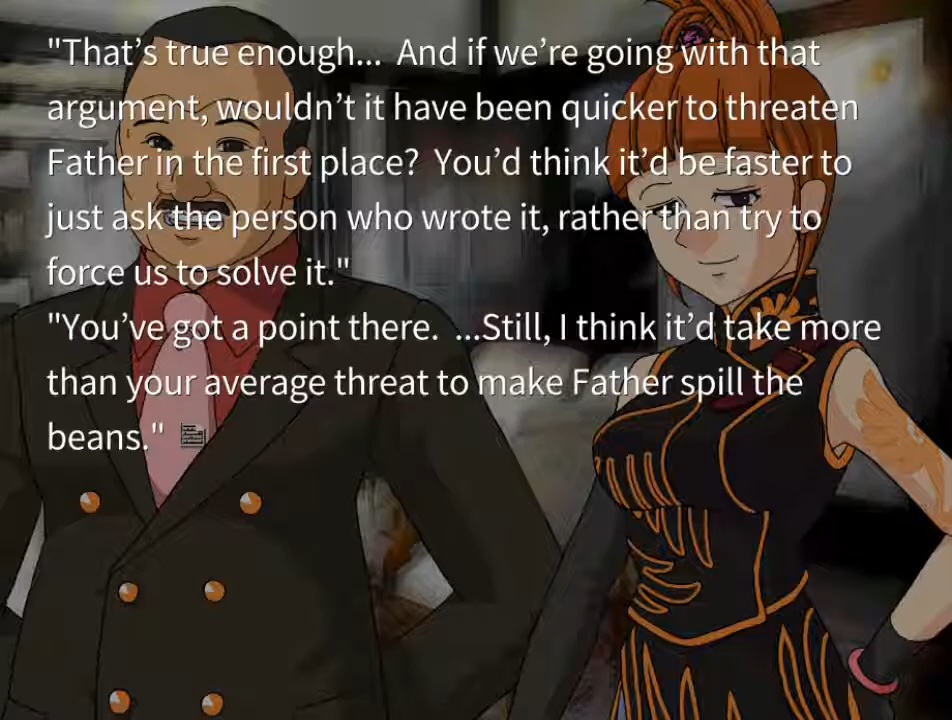 "That’s true enough...  And if we’re going with that
argument, wouldn’t it have been quicker to threaten
Father in the first place?  You’d think it’d be faster to
just ask the person who wrote it, rather than try to
force us to solve it."
"You’ve got a point there.  ...Still, I think it’d take more
than your average threat to make Father spill the
beans."